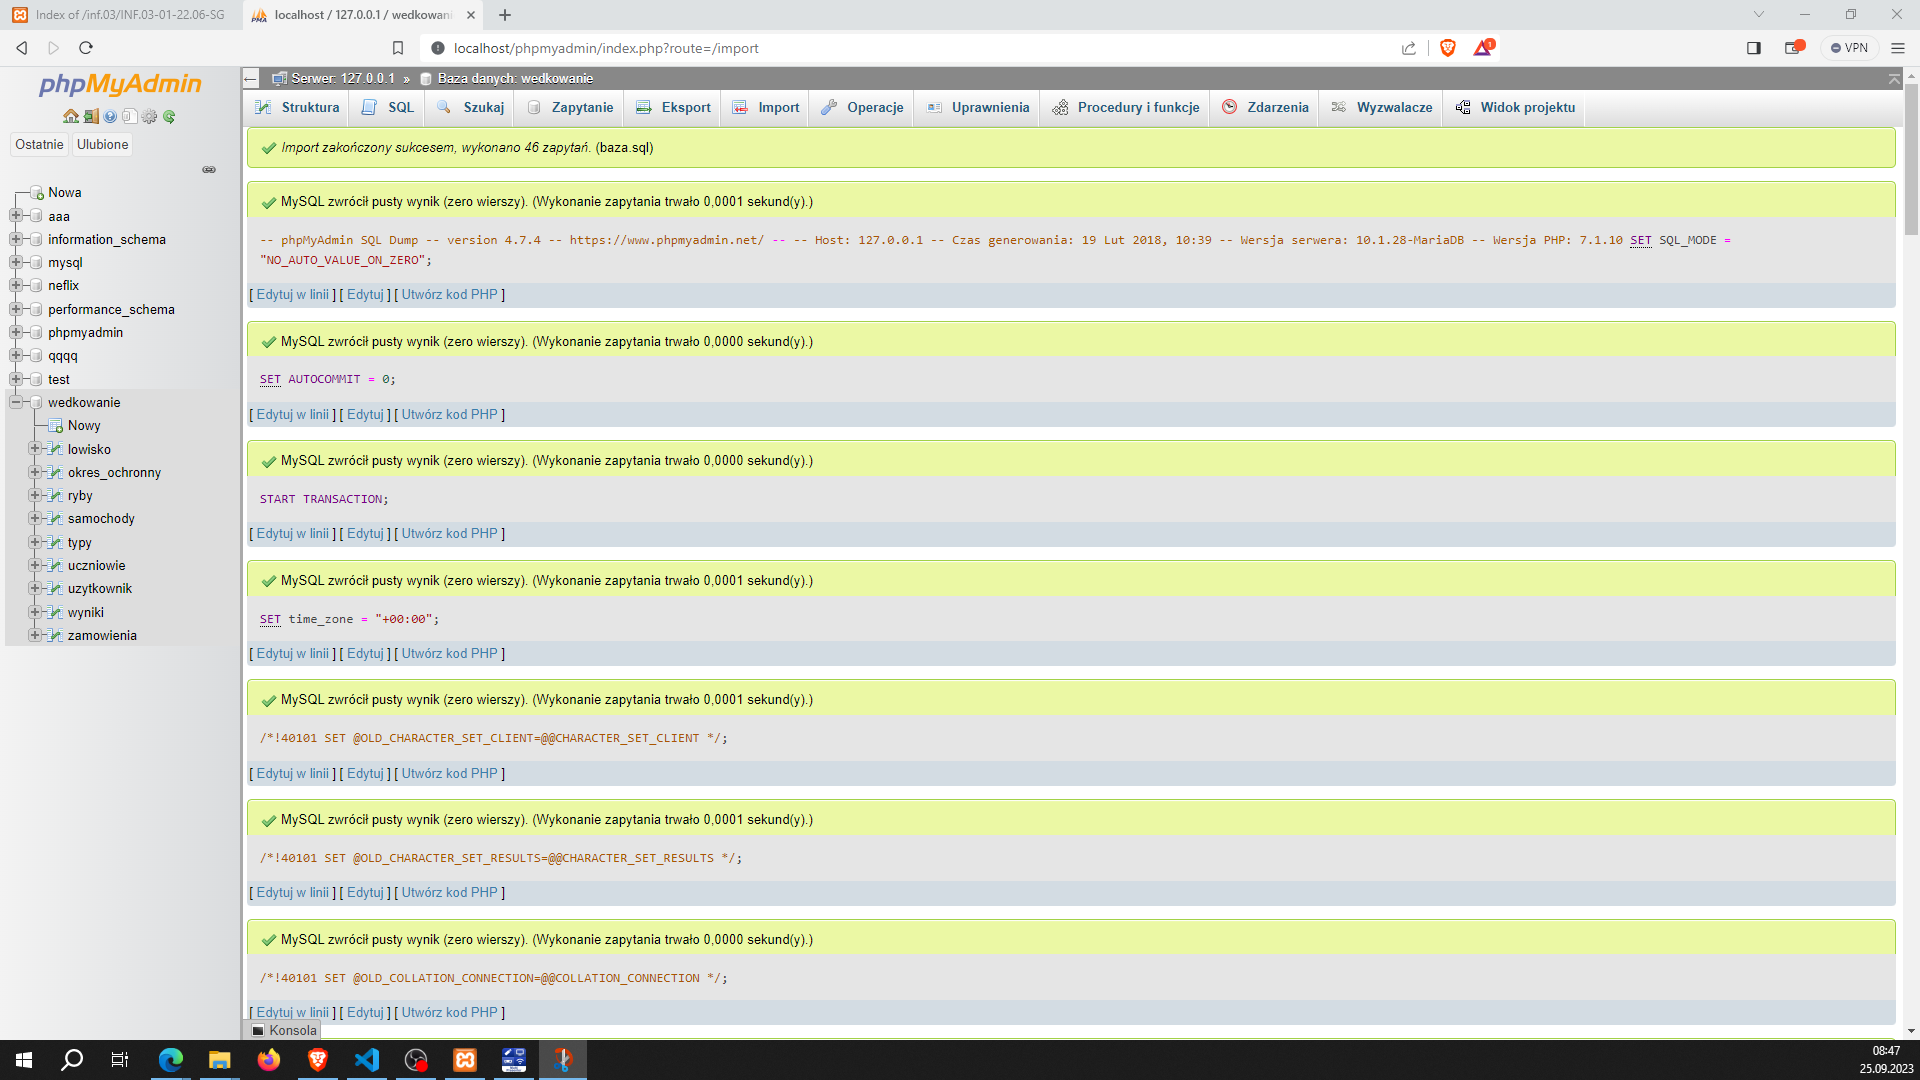 Index of /inf.03/INF.03-01-22.06-SG
localhost / 127.0.0.1 / wedkowani
localhost/phpmyadmin/index.php?route=/import
1
VPN
phpMyAdmin
Ostatnie Ulubione
Nowa
aaa
information_schema
mysql
neflix
performance_schema
phpmyadmin
qqqq
test
wedkowanie
Nowy
lowisko
okres_ochronny
ryby
samochody
typy
uczniowie
uzytkownik
wyniki
zamowienia
Serwer: 127.0.0.1 » Baza danych: wedkowanie
Struktura SQL Szukaj Zapytanie Eksport Import Operacje Uprawnienia Procedury i funkcje Zdarzenia Wyzwalacze Widok projektu
Import zakończony sukcesem, wykonano 46 zapytań. (baza.sql)
MySQL zwrócił pusty wynik (zero wierszy). (Wykonanie zapytania trwało 0,0001 sekund(y).)
-- phpMyAdmin SQL Dump -- version 4.7.4 -- https://www.phpmyadmin.net/ -- -- Host: 127.0.0.1 -- Czas generowania: 19 Lut 2018, 10:39 -- Wersja serwera: 10.1.28-MariaDB -- Wersja PHP: 7.1.10 SET SQL_MODE =
"NO_AUTO_VALUE_ON_ZERO";
[ Edytuj w linii ] [ Edytuj ] [ Utwórz kod PHP ]
MySQL zwrócił pusty wynik (zero wierszy). (Wykonanie zapytania trwało 0,0000 sekund(y).)
SET AUTOCOMMIT = 0;
[ Edytuj w linii ] [ Edytuj ] [ Utwórz kod PHP ]
MySQL zwrócił pusty wynik (zero wierszy). (Wykonanie zapytania trwało 0,0000 sekund(y).)
START TRANSACTION;
[ Edytuj w linii ] [ Edytuj ] [ Utwórz kod PHP ]
MySQL zwrócił pusty wynik (zero wierszy). (Wykonanie zapytania trwało 0,0001 sekund(y).)
SET time_zone = "+00:00";
[ Edytuj w linii ] [ Edytuj ] [ Utwórz kod PHP ]
MySQL zwrócił pusty wynik (zero wierszy). (Wykonanie zapytania trwało 0,0001 sekund(y).)
/*!40101 SET @OLD_CHARACTER_SET_CLIENT=@@CHARACTER_SET_CLIENT */;
[ Edytuj w linii ] [ Edytuj ] [ Utwórz kod PHP ]
MySQL zwrócił pusty wynik (zero wierszy). (Wykonanie zapytania trwało 0,0001 sekund(y).)
/*!40101 SET @OLD_CHARACTER_SET_RESULTS=@@CHARACTER_SET_RESULTS */;
[ Edytuj w linii ] [ Edytuj ] [ Utwórz kod PHP ]
MySQL zwrócił pusty wynik (zero wierszy). (Wykonanie zapytania trwało 0,0000 sekund(y).)
/*!40101 SET @OLD_COLLATION_CONNECTION=@@COLLATION_CONNECTION */;
[ Edytuj w linii ] [ Edytuj ] [ Utwórz kod PHP ]
Konsola
08:47
25.09.2023